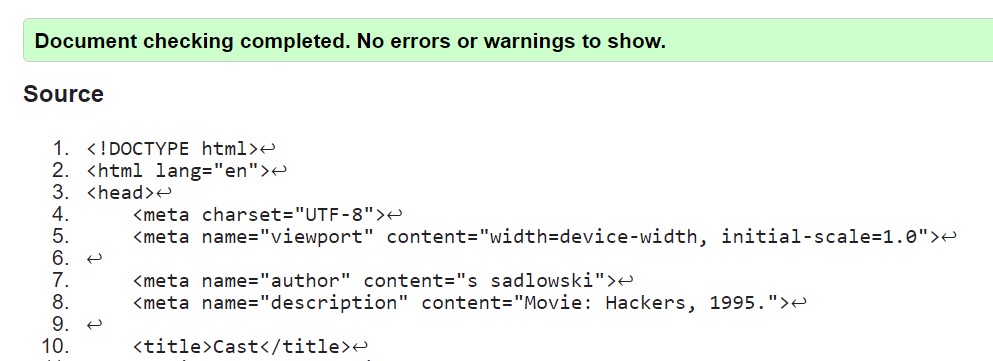 Document checking completed. No errors or warnings to show.
Source
1. <!DOCTYPE html>↩
2. <html lang="en">↩
3. <head>↩
4. <meta charset="UTF-8">↩
5. <meta name="viewport" content="width=device-width, initial-scale=1.0">↩
6. ↩
7. <meta name="author" content="s sadlowski">↩
8. <meta name="description" content="Movie: Hackers, 1995.">↩
9. ↩
10. <title>Cast</title>↩